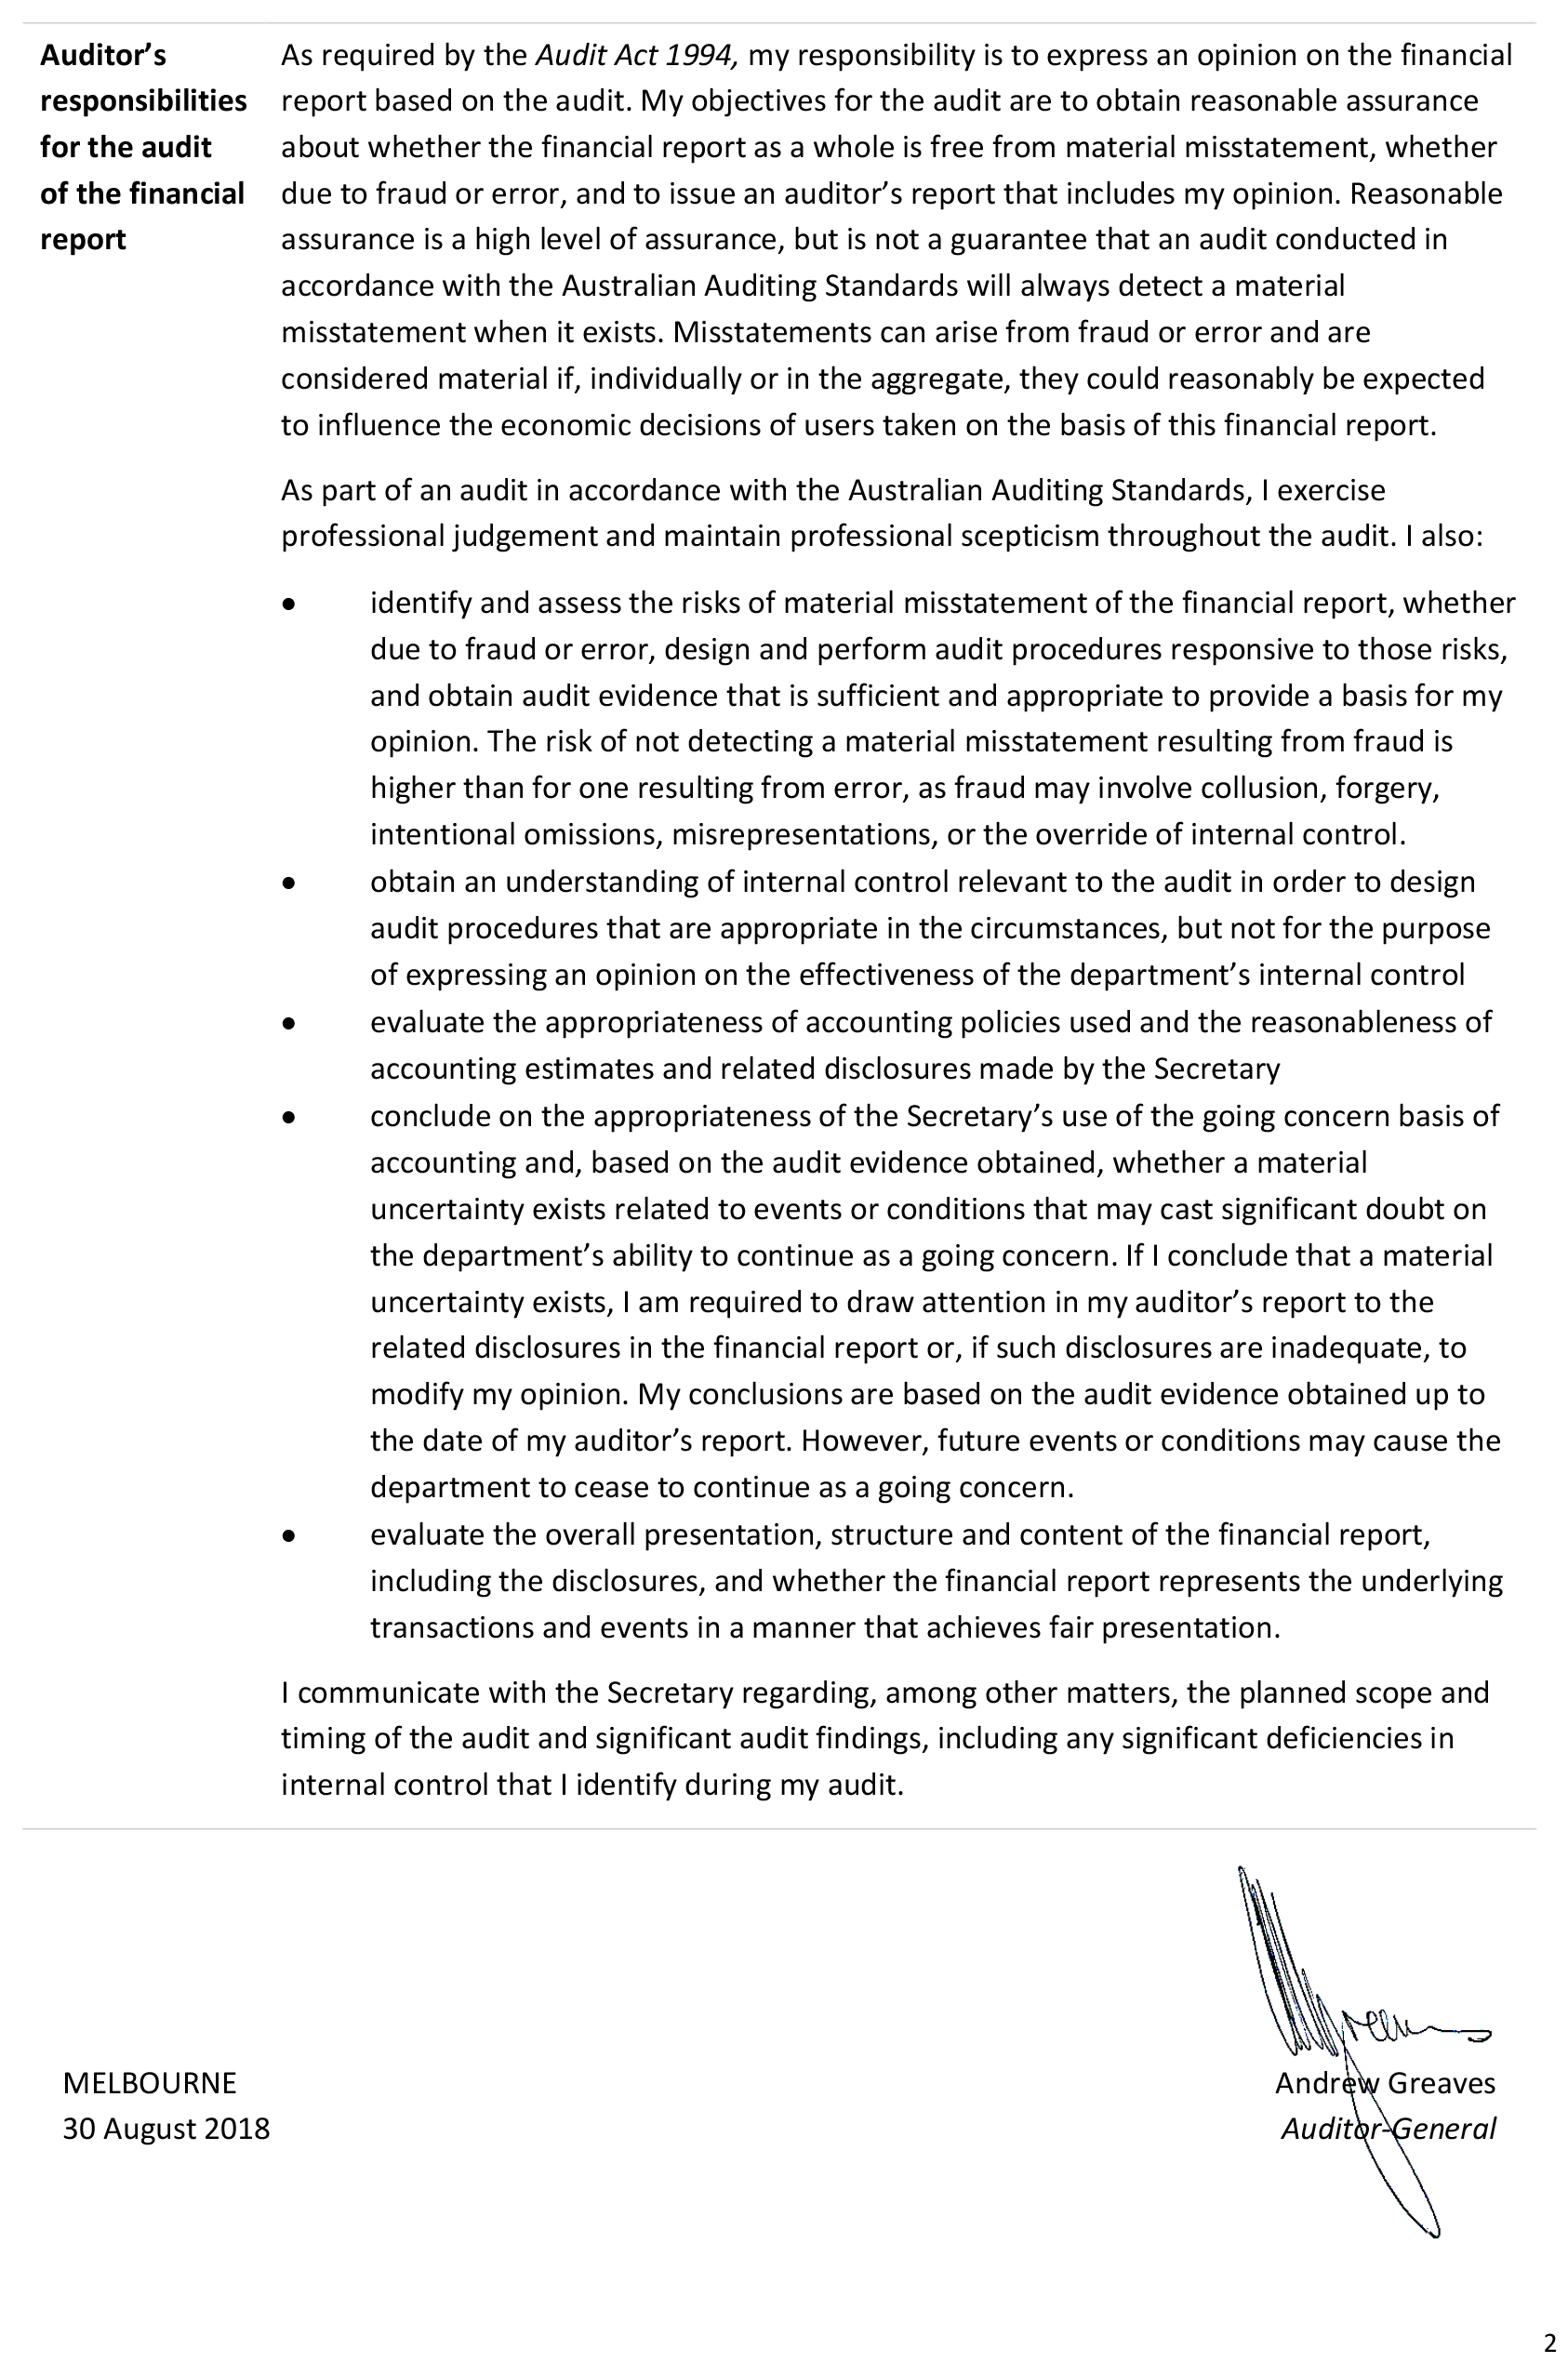 Auditor’s
responsibilities
for the audit
of the financial
report
As required by the Audit Act 1994, my responsibility is to express an opinion on the financial
report based on the audit. My objectives for the audit are to obtain reasonable assurance
about whether the financial report as a whole is free from material misstatement, whether
due to fraud or error, and to issue an auditor’s report that includes my opinion. Reasonable
assurance is a high level of assurance, but is not a guarantee that an audit conducted in
accordance with the Australian Auditing Standards will always detect a material
misstatement when it exists. Misstatements can arise from fraud or error and are
considered material if, individually or in the aggregate, they could reasonably be expected
to influence the economic decisions of users taken on the basis of this financial report.
As part of an audit in accordance with the Australian Auditing Standards, I exercise
professional judgement and maintain professional scepticism throughout the audit. I also:
• identify and assess the risks of material misstatement of the financial report, whether
due to fraud or error, design and perform audit procedures responsive to those risks,
and obtain audit evidence that is sufficient and appropriate to provide a basis for my
opinion. The risk of not detecting a material misstatement resulting from fraud is
higher than for one resulting from error, as fraud may involve collusion, forgery,
intentional omissions, misrepresentations, or the override of internal control.
• obtain an understanding of internal control relevant to the audit in order to design
audit procedures that are appropriate in the circumstances, but not for the purpose
of expressing an opinion on the effectiveness of the department’s internal control
• evaluate the appropriateness of accounting policies used and the reasonableness of
accounting estimates and related disclosures made by the Secretary
• conclude on the appropriateness of the Secretary’s use of the going concern basis of
accounting and, based on the audit evidence obtained, whether a material
uncertainty exists related to events or conditions that may cast significant doubt on
the department’s ability to continue as a going concern. If I conclude that a material
uncertainty exists, I am required to draw attention in my auditor’s report to the
related disclosures in the financial report or, if such disclosures are inadequate, to
modify my opinion. My conclusions are based on the audit evidence obtained up to
the date of my auditor’s report. However, future events or conditions may cause the
department to cease to continue as a going concern.
• evaluate the overall presentation, structure and content of the financial report,
including the disclosures, and whether the financial report represents the underlying
transactions and events in a manner that achieves fair presentation.
I communicate with the Secretary regarding, among other matters, the planned scope and
timing of the audit and significant audit findings, including any significant deficiencies in
internal control that I identify during my audit.
MELBOURNE
30 August 2018
Andrew Greaves
Auditor-General
2